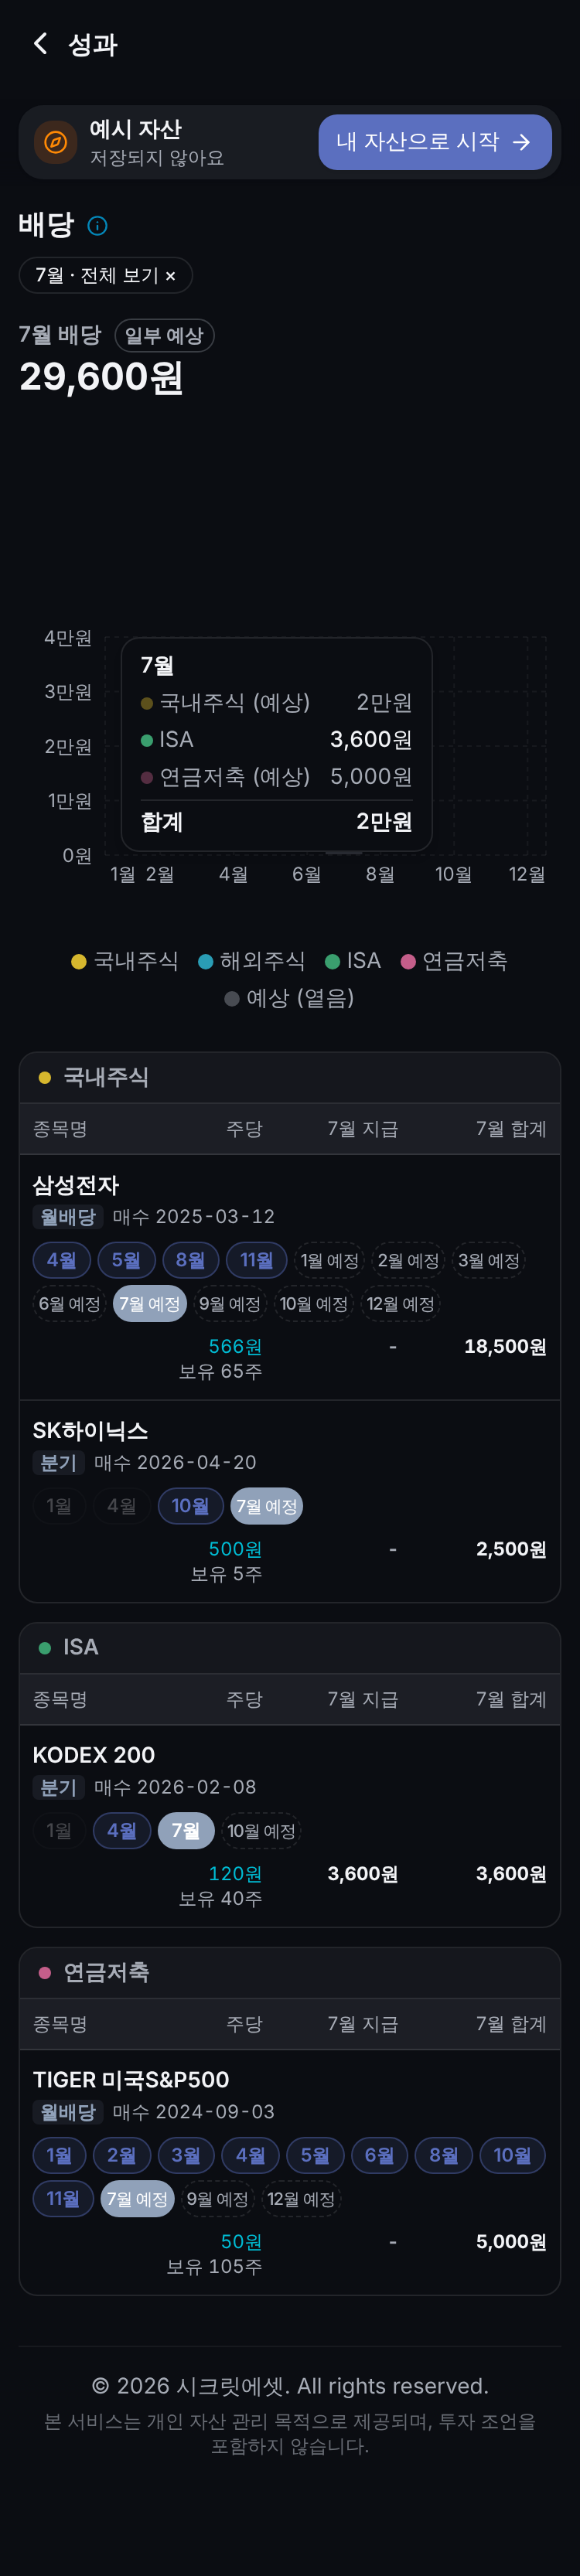 성과
예시 자산
저장되지 않아요
내 자산으로 시작 →
배당
7월 · 전체 보기 ×
7월 배당 일부 예상
29,600원
4만원
3만원
2만원
1만원
0원
7월
국내주식 (예상) 2만원
ISA 3,600원
연금저축 (예상) 5,000원
합계 2만원
1월 2월 4월 6월 8월 10월 12월
국내주식 해외주식 ISA 연금저축
예상 (옅음)
국내주식
종목명 주당 7월 지급 7월 합계
삼성전자
월배당 매수 2025-03-12
4월 5월 8월 11월 1월 예정 2월 예정 3월 예정
6월 예정 7월 예정 9월 예정 10월 예정 12월 예정
566원 - 18,500원
보유 65주
SK하이닉스
분기 매수 2026-04-20
1월 4월 10월 7월 예정
500원 - 2,500원
보유 5주
ISA
종목명 주당 7월 지급 7월 합계
KODEX 200
분기 매수 2026-02-08
1월 4월 7월 10월 예정
120원 3,600원 3,600원
보유 40주
연금저축
종목명 주당 7월 지급 7월 합계
TIGER 미국S&P500
월배당 매수 2024-09-03
1월 2월 3월 4월 5월 6월 8월 10월
11월 7월 예정 9월 예정 12월 예정
50원 - 5,000원
보유 105주
© 2026 시크릿에셋. All rights reserved.
본 서비스는 개인 자산 관리 목적으로 제공되며, 투자 조언을
포함하지 않습니다.